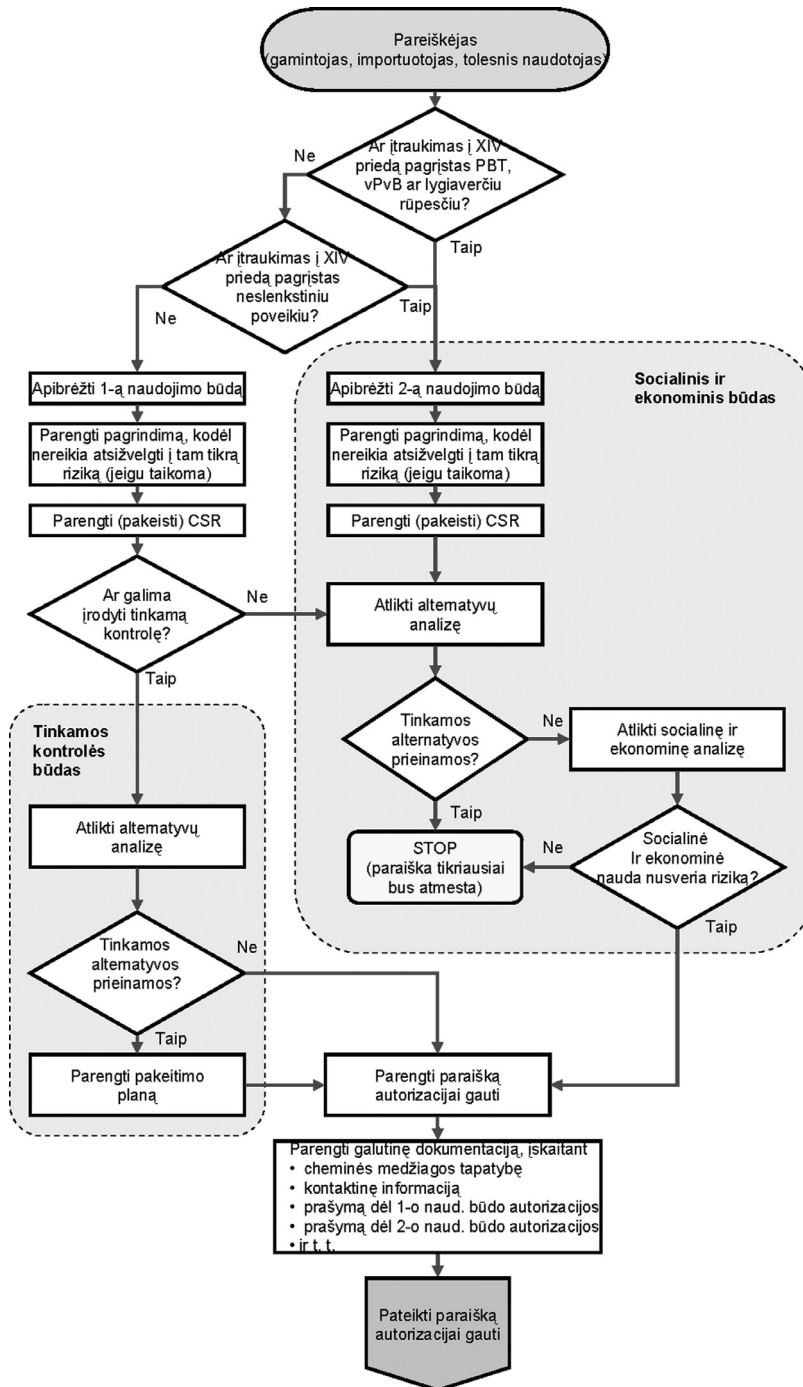 Pareiškėjas
(gamintojas, importuotojas, tolesnis naudotojas)
Ar įtraukimas į XIV
priedą pagrįstas PBT,
vPvB ar lygiaverčiu
rūpesčiu?
Ne
Taip
Ar įtraukimas į XIV
priedą pagrįstas
neslenkstiniu
poveikiu?
Ne
Taip
Socialinis ir
ekonominis būdas
Apibrėžti 1-ą naudojimo būdą
Apibrėžti 2-ą naudojimo būdą
Parengti pagrindimą, kodėl
nereikia atsižvelgti į tam tikrą
riziką (jeigu taikoma)
Parengti pagrindimą, kodėl
nereikia atsižvelgti į tam tikrą
riziką (jeigu taikoma)
Parengti (pakeisti) CSR
Parengti (pakeisti) CSR
Ar galima
įrodyti tinkamą
kontrolę?
Ne
Taip
Atlikti alternatyvų
analizę
Tinkamos
alternatyvos
prieinamos?
Ne
Taip
Atlikti socialinę ir
ekonominę analizę
Tinkamos
kontrolės
būdas
Atlikti alternatyvų
analizę
STOP
(paraiška tikriausiai
bus atmesta)
Ne
Socialinė
Ir ekonominė
nauda nusveria riziką?
Taip
Tinkamos
alternatyvos
prieinamos?
Ne
Taip
Parengti pakeitimo
planą
Parengti paraišką
autorizacijai gauti
Parengti galutinę dokumentaciją, įskaitant
• cheminės medžiagos tapatybę
• kontaktinę informaciją
• prašymą dėl 1-o naud. būdo autorizacijos
• prašymą dėl 2-o naud. būdo autorizacijos
• ir t. t.
Pateikti paraišką
autorizacijai gauti